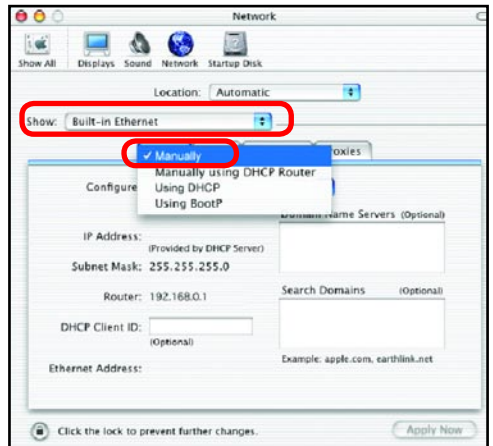 Network
Show All Displays Sound Network Startup Disk
Location: Automatic
Show: Built-in Ethernet
✓ Manually
Manually using DHCP Router
Using DHCP
Using BootP
oxies
Configure
Domain Name Servers (Optional)
IP Address:
(Provided by DHCP Server)
Subnet Mask: 255.255.255.0
Router: 192.168.0.1
Search Domains (Optional)
DHCP Client ID:
(Optional)
Ethernet Address:
Example: apple.com, earthlink.net
Click the lock to prevent further changes.
Apply Now